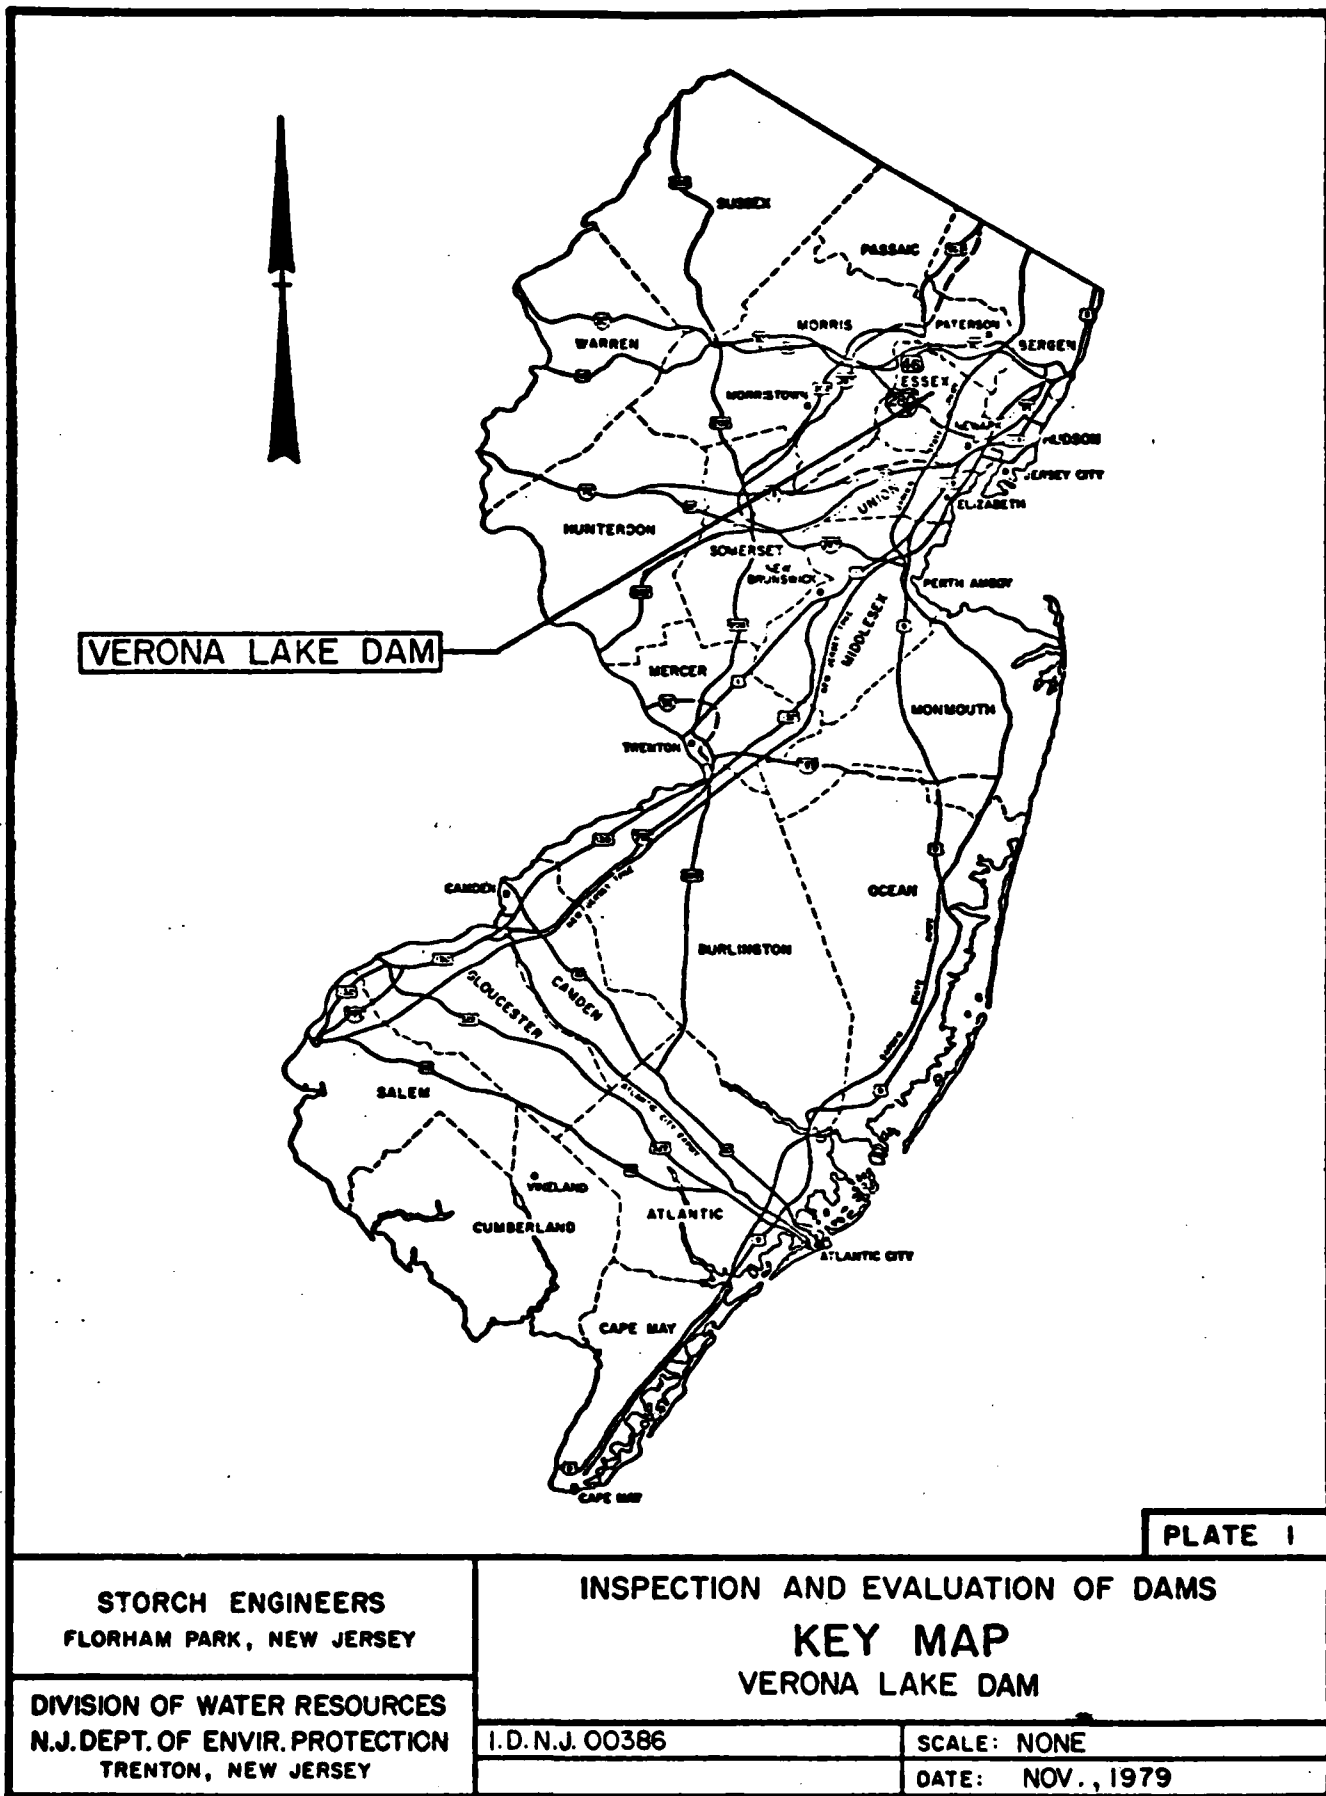 SUSSEX
PASSAIC
MORRIS
PATERSON
BERGEN
WARREN
46
ESSEX
MORRISTOWN
280
NEWARK
HUDSON
JERSEY CITY
UNION
ELIZABETH
HUNTERDON
SOMERSET
NEW
BRUNSWICK
PERTH AMBOY
MIDDLESEX
VERONA LAKE DAM
MERCER
MONMOUTH
TRENTON
CAMDEN
OCEAN
BURLINGTON
GLOUCESTER
CAMDEN
SALEM
VINELAND
CUMBERLAND
ATLANTIC
ATLANTIC CITY
CAPE MAY
CAPE MAY
PLATE 1
STORCH ENGINEERS
FLORHAM PARK, NEW JERSEY
DIVISION OF WATER RESOURCES
N.J. DEPT. OF ENVIR. PROTECTION
TRENTON, NEW JERSEY
INSPECTION AND EVALUATION OF DAMS
KEY MAP
VERONA LAKE DAM
I.D. N.J. 00386
SCALE: NONE
DATE: NOV., 1979